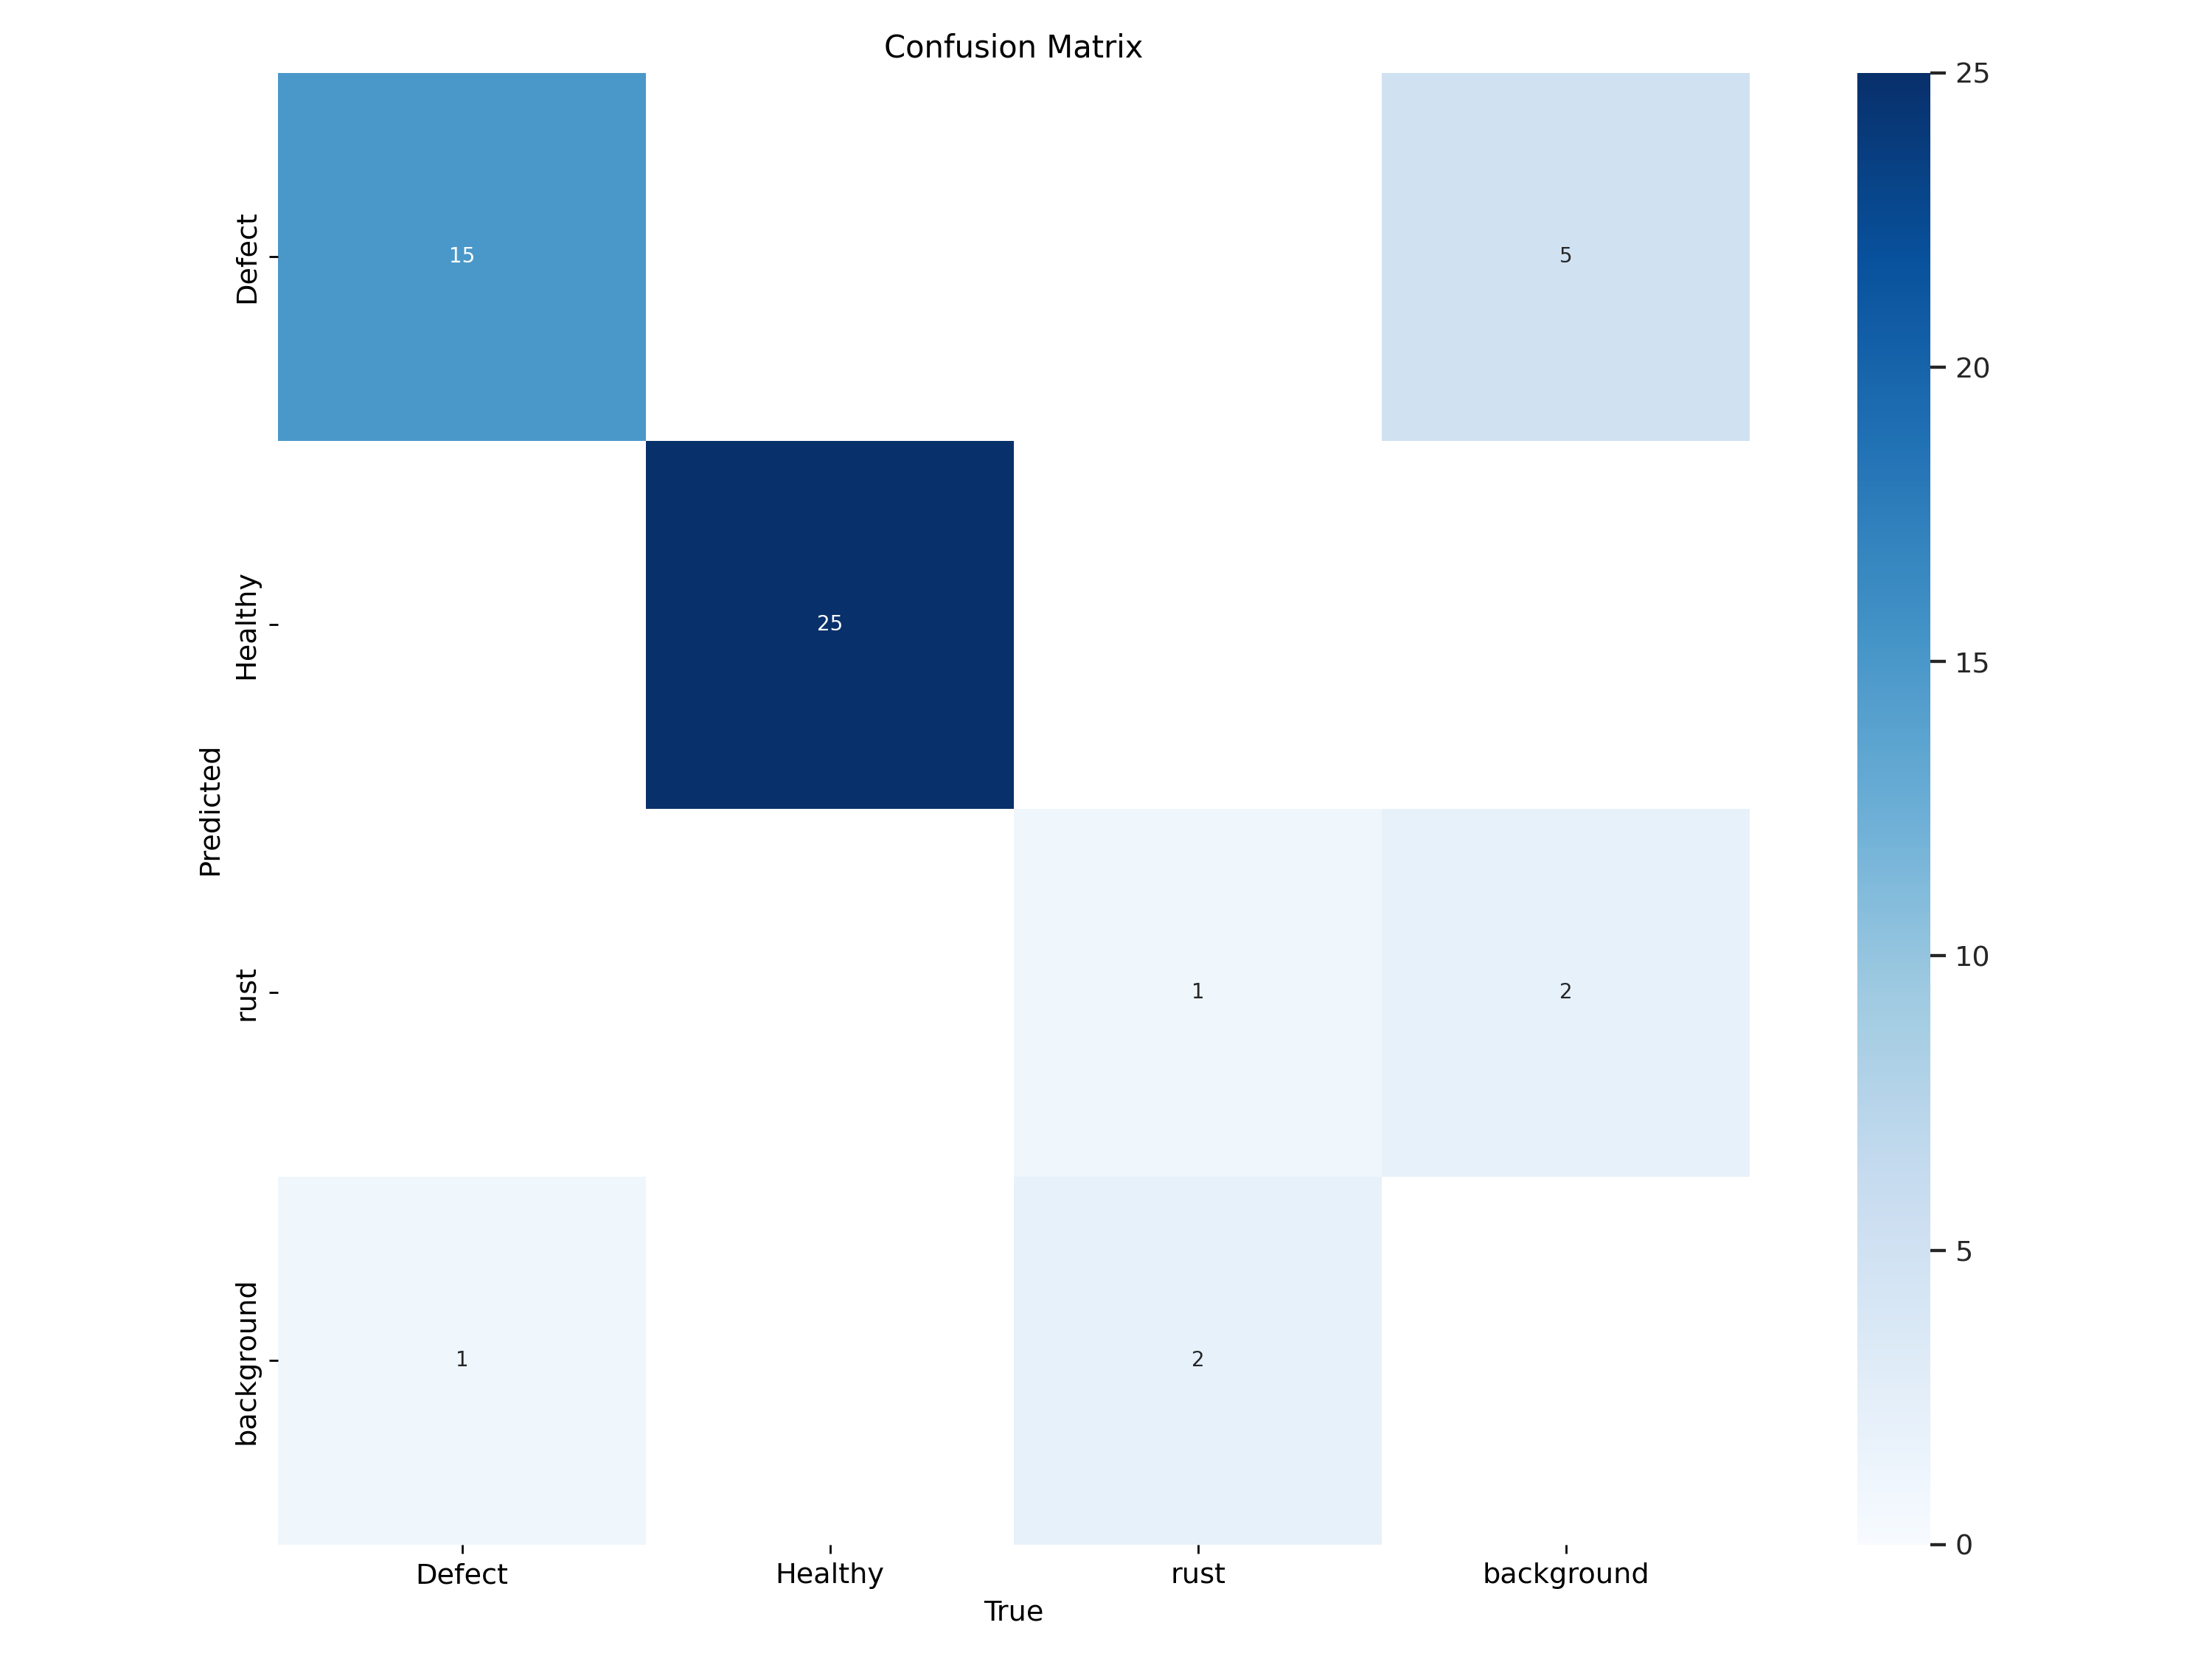 Confusion Matrix
Defect
Healthy
rust
background
Predicted
15
5
25
1
2
1
2
Defect
Healthy
rust
background
True
25
20
15
10
5
0